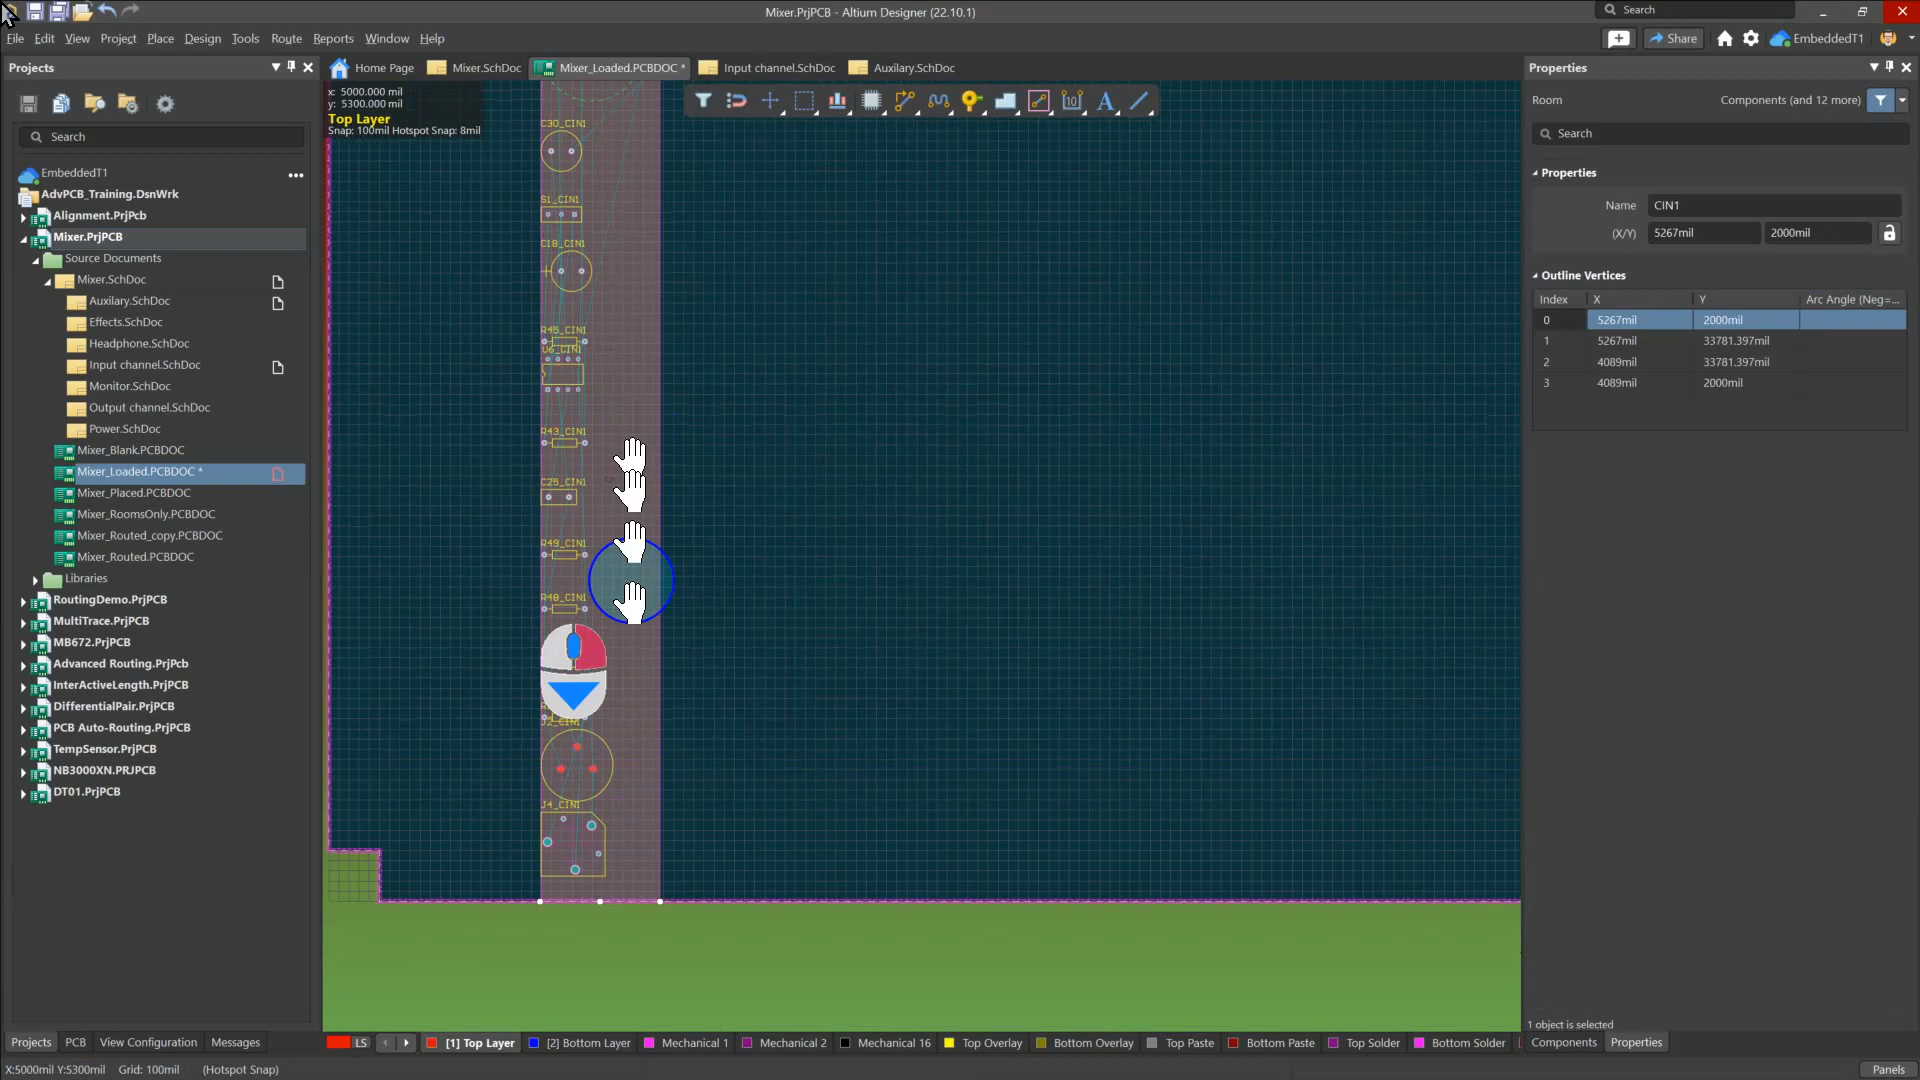 Mixer.PrjPCB - Altium Designer (22.10.1)
Search
File Edit View Project Place Design Tools Route Reports Window Help
Share
EmbeddedT1
Projects
Home Page
Mixer.SchDoc
Mixer_Loaded.PCBDOC *
Input channel.SchDoc
Auxilary.SchDoc
Properties
x: 5000.000 mil
y: 5300.000 mil
Top Layer
Snap: 100mil Hotspot Snap: 8mil
Room
Components (and 12 more)
Search
Search
EmbeddedT1
AdvPCB_Training.DsnWrk
Alignment.PrjPcb
Mixer.PrjPCB
Source Documents
Mixer.SchDoc
Auxilary.SchDoc
Effects.SchDoc
Headphone.SchDoc
Input channel.SchDoc
Monitor.SchDoc
Output channel.SchDoc
Power.SchDoc
Mixer_Blank.PCBDOC
Mixer_Loaded.PCBDOC *
Mixer_Placed.PCBDOC
Mixer_RoomsOnly.PCBDOC
Mixer_Routed_copy.PCBDOC
Mixer_Routed.PCBDOC
Libraries
RoutingDemo.PrjPCB
MultiTrace.PrjPCB
MB672.PrjPCB
Advanced Routing.PrjPcb
InterActiveLength.PrjPCB
DifferentialPair.PrjPCB
PCB Auto-Routing.PrjPCB
TempSensor.PrjPCB
NB3000XN.PRJPCB
DT01.PrjPCB
C30_CIN1
S1_CIN1
C18_CIN1
R45_CIN1
U6_CIN1
R43_CIN1
C25_CIN1
R49_CIN1
R48_CIN1
J2_CIN1
J4_CIN1
Properties
Name CIN1
(X/Y) 5267mil 2000mil
Outline Vertices
Index X Y Arc Angle (Neg=...
0 5267mil 2000mil
1 5267mil 33781.397mil
2 4089mil 33781.397mil
3 4089mil 2000mil
1 object is selected
Projects PCB View Configuration Messages
LS [1] Top Layer [2] Bottom Layer Mechanical 1 Mechanical 2 Mechanical 16 Top Overlay Bottom Overlay Top Paste Bottom Paste Top Solder Bottom Solder
Components Properties
X:5000mil Y:5300mil Grid: 100mil (Hotspot Snap)
Panels